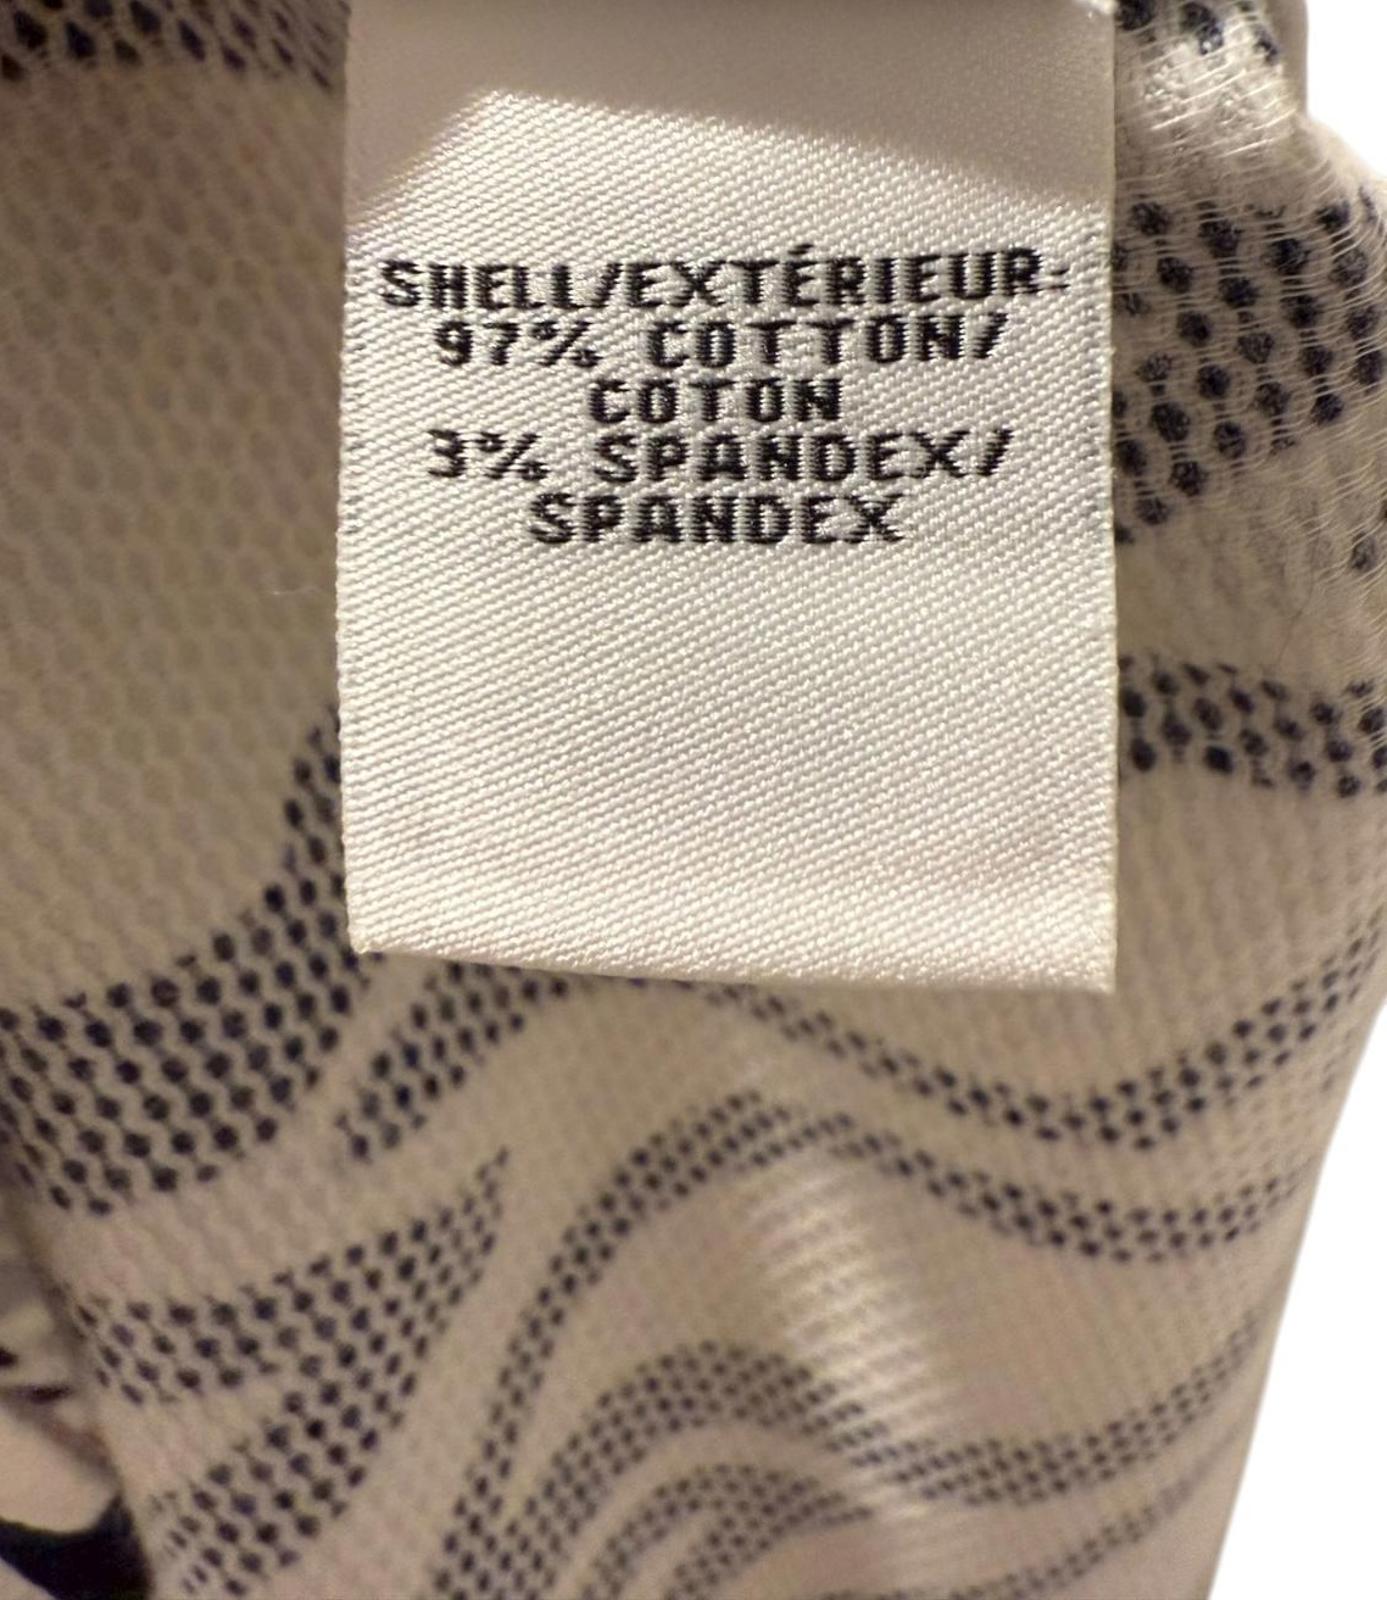 SHELL/EXTÉRIEUR:
97% COTTON/
COTON
3% SPANDEX/
SPANDEX